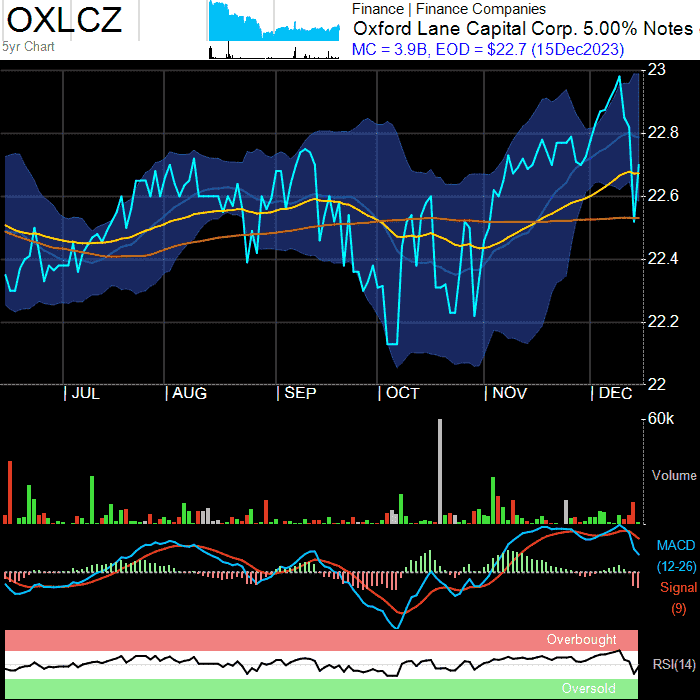 OXLCZ
5yr Chart
Finance | Finance Companies
Oxford Lane Capital Corp. 5.00% Notes
MC = 3.9B, EOD = $22.7 (15Dec2023)
23
22.8
22.6
22.4
22.2
22
| JUL | AUG | SEP | OCT | NOV | DEC
60k
Volume
0
MACD
(12-26)
Signal
(9)
Overbought
RSI(14)
Oversold